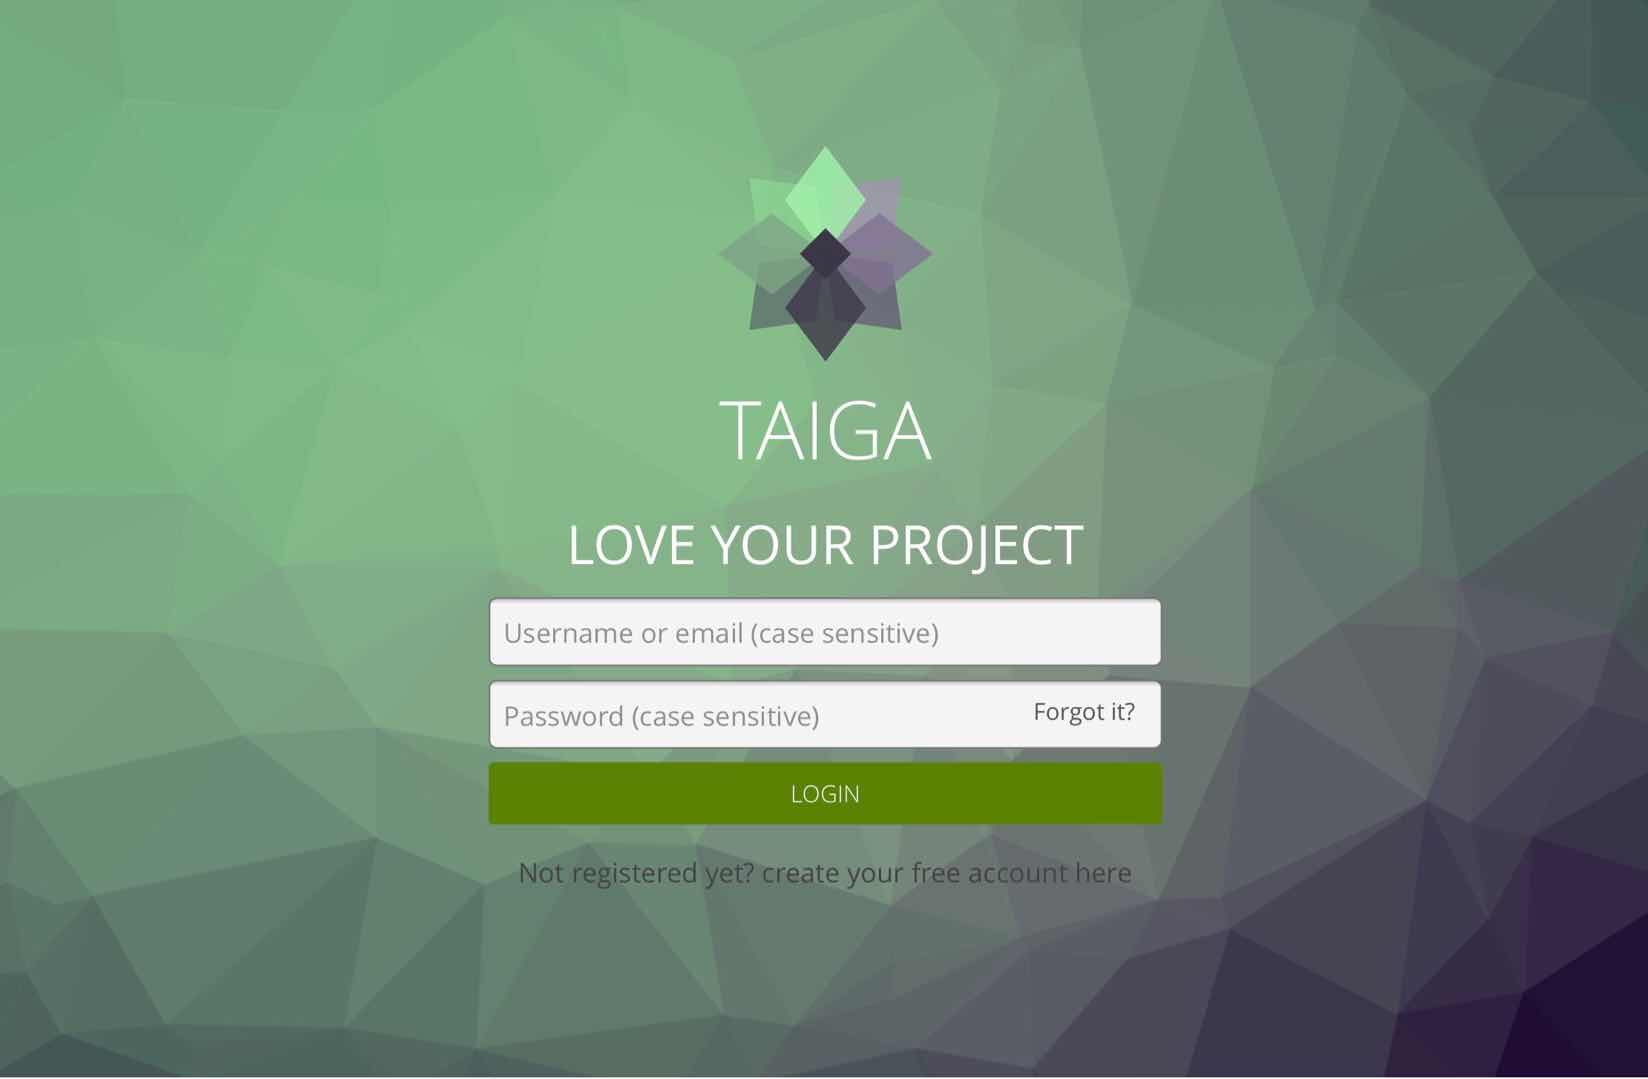 TAIGA
LOVE YOUR PROJECT
Username or email (case sensitive)
Password (case sensitive) Forgot it?
LOGIN
Not registered yet? create your free account here